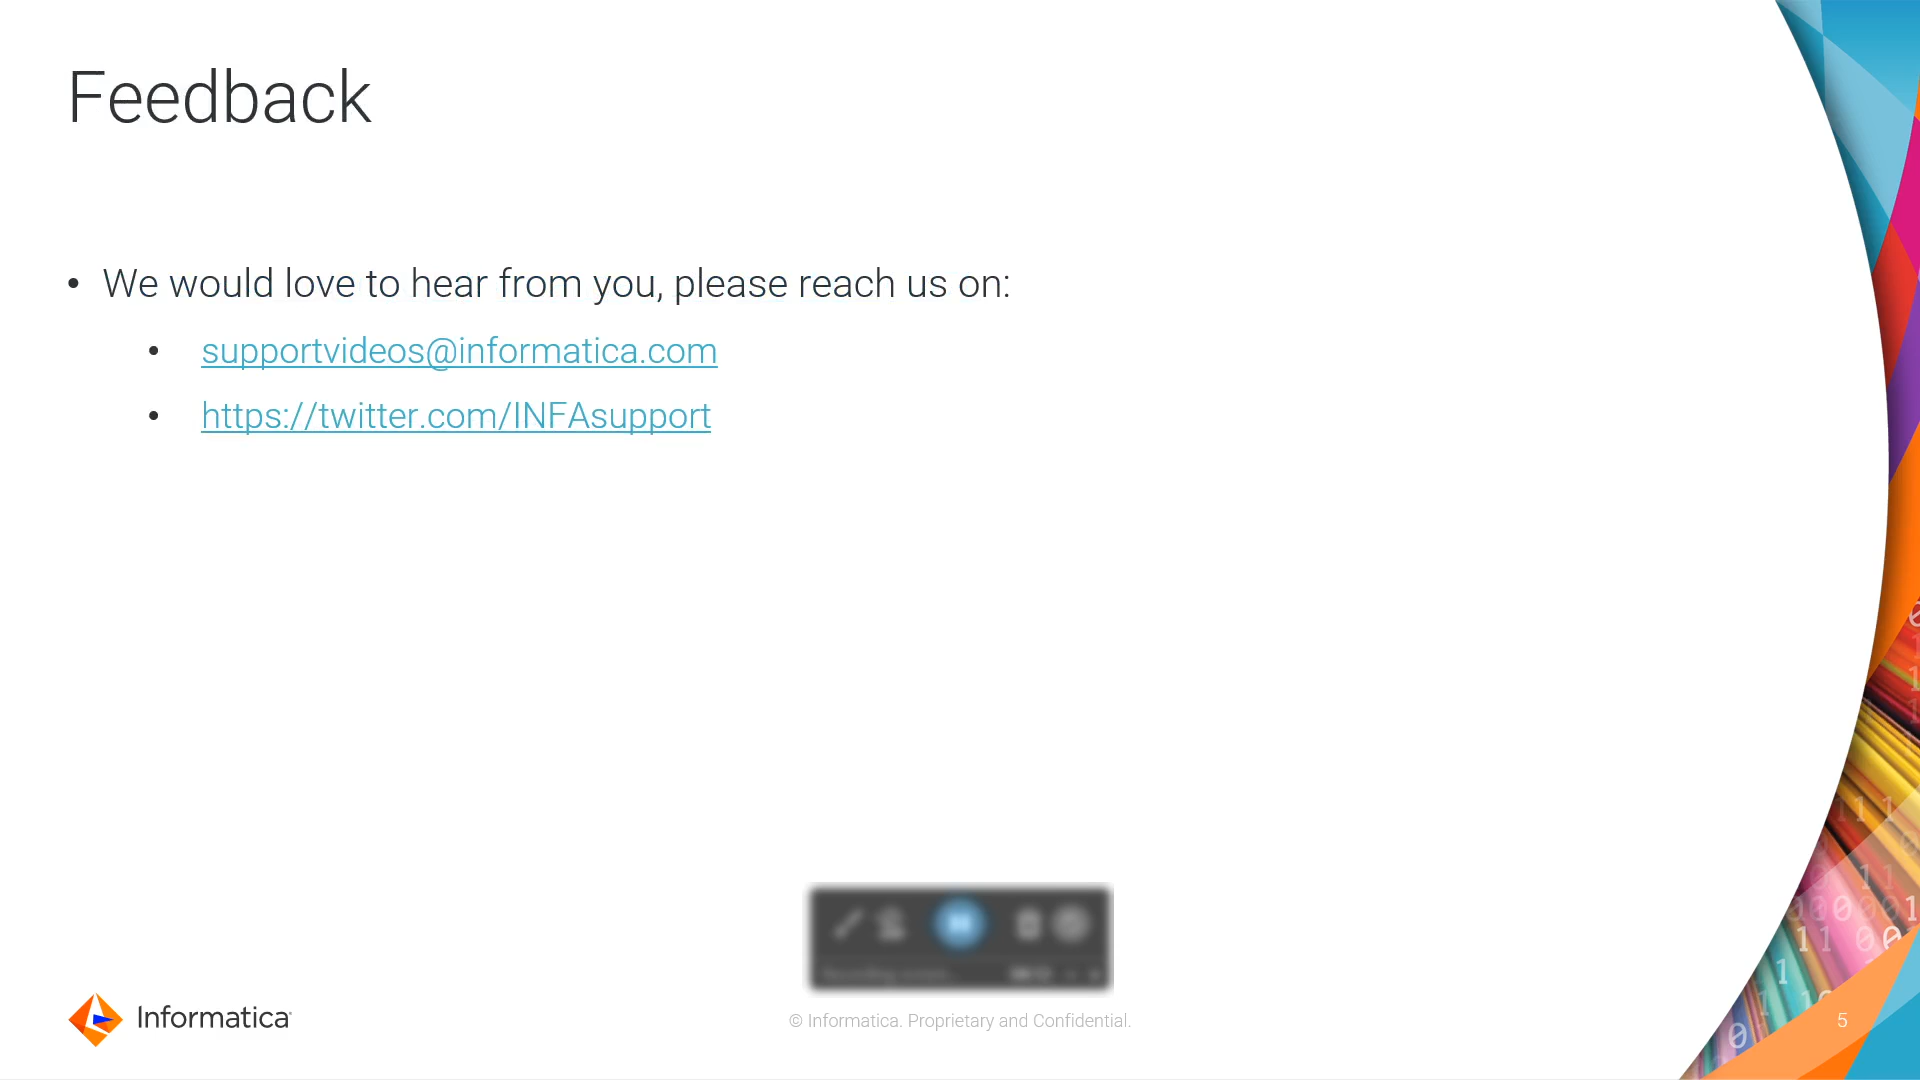 Feedback
• We would love to hear from you, please reach us on:
• supportvideos@informatica.com
• https://twitter.com/INFAsupport
Informatica
© Informatica. Proprietary and Confidential.
5